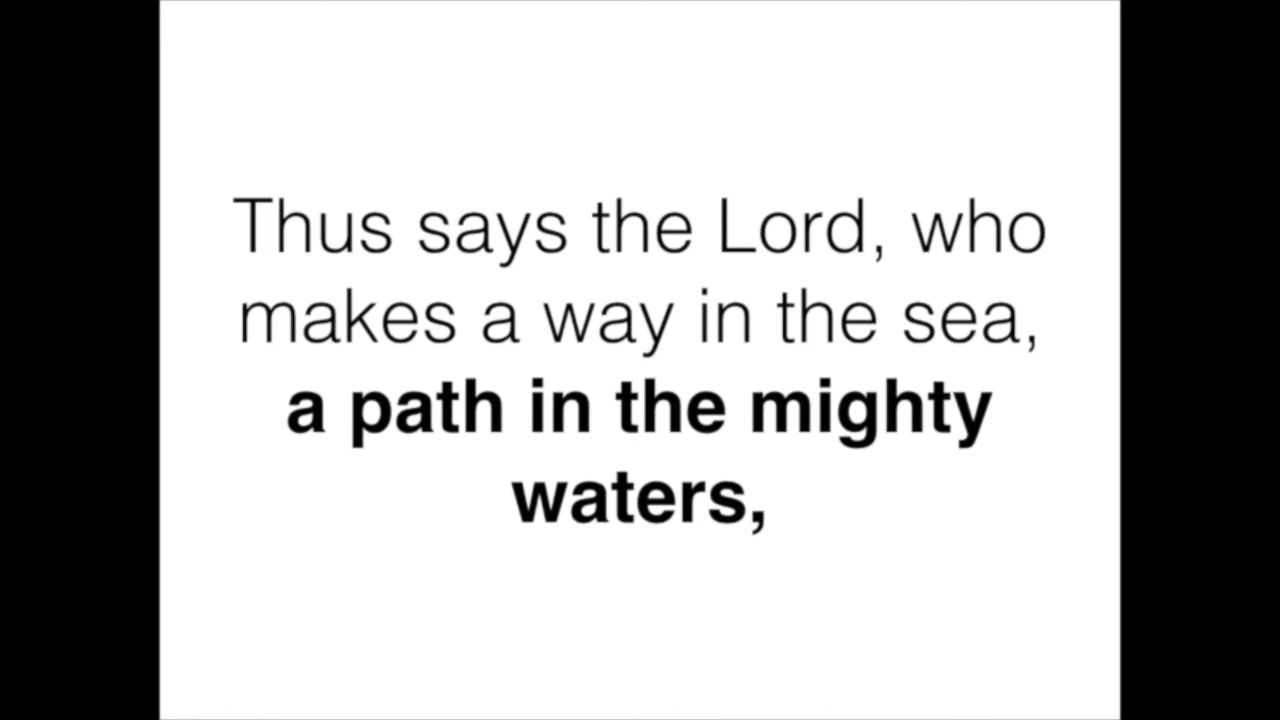 Thus says the Lord, who
makes a way in the sea,
a path in the mighty
waters,